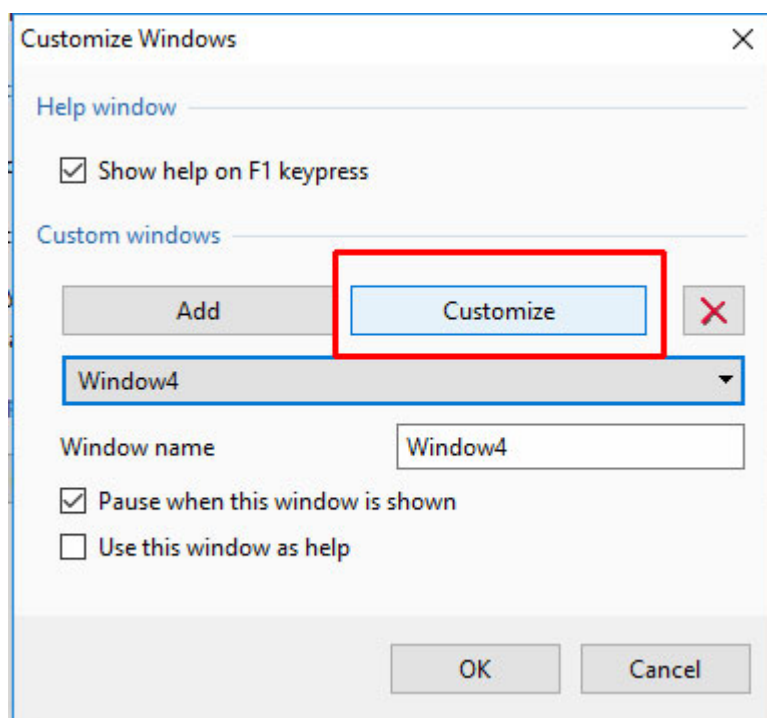 Customize Windows
Help window
Show help on F1 keypress
Custom windows
Add Customize
Window4
Window name Window4
Pause when this window is shown
Use this window as help
OK Cancel